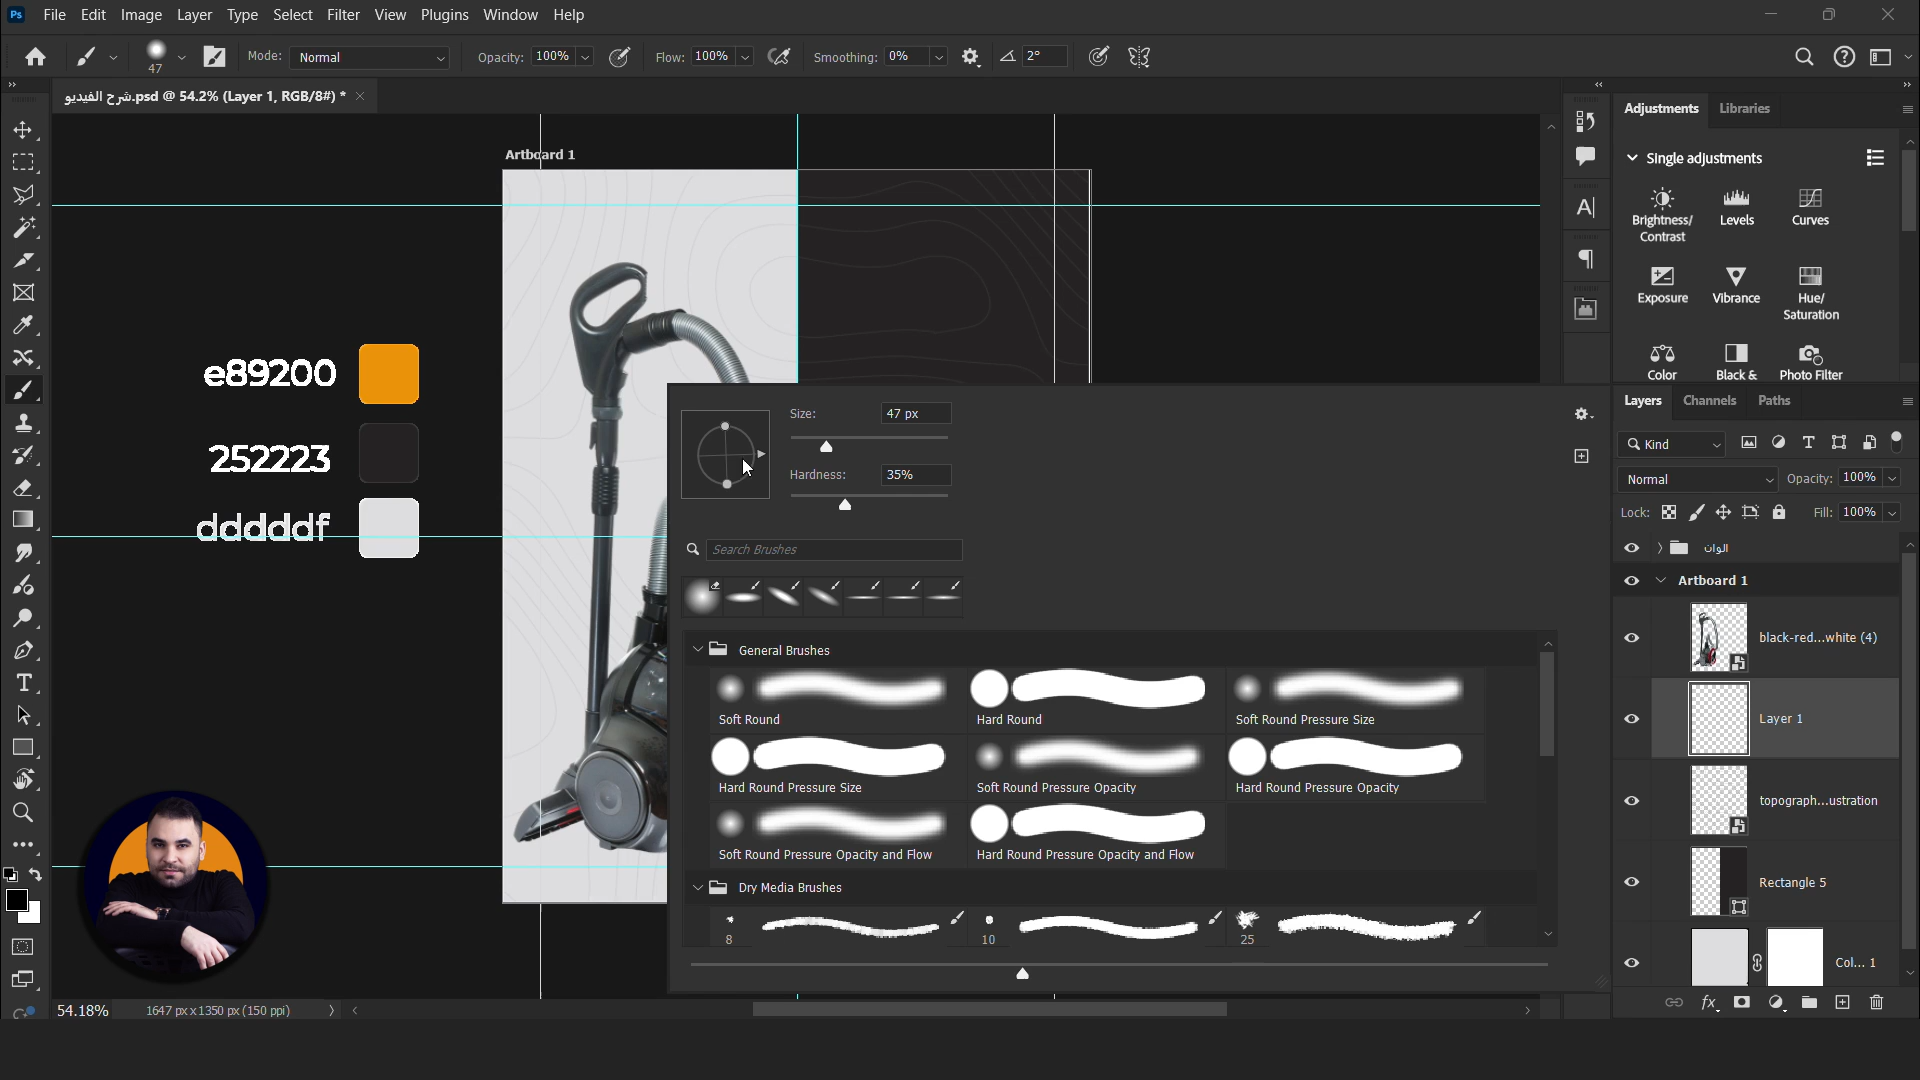 Ps File Edit Image Layer Type Select Filter View Plugins Window Help
47 Mode: Normal Opacity: 100% Flow: 100% Smoothing: 0% 2°
شرح الفيديو.psd @ 54.2% (Layer 1, RGB/8#) *
Artboard 1
e89200
252223
dddddf
Size: 47 px
Hardness: 35%
Search Brushes
General Brushes
Soft Round Hard Round Soft Round Pressure Size
Hard Round Pressure Size Soft Round Pressure Opacity Hard Round Pressure Opacity
Soft Round Pressure Opacity and Flow Hard Round Pressure Opacity and Flow
Dry Media Brushes
8 10 25
54.18% 1647 px x 1350 px (150 ppi)
Adjustments Libraries
Single adjustments
Brightness/ Contrast Levels Curves
Exposure Vibrance Hue/ Saturation
Color Black & Photo Filter
Layers Channels Paths
Kind
Normal Opacity: 100%
Lock: Fill: 100%
الوان
Artboard 1
black-red...white (4)
Layer 1
topograph...ustration
Rectangle 5
Col... 1